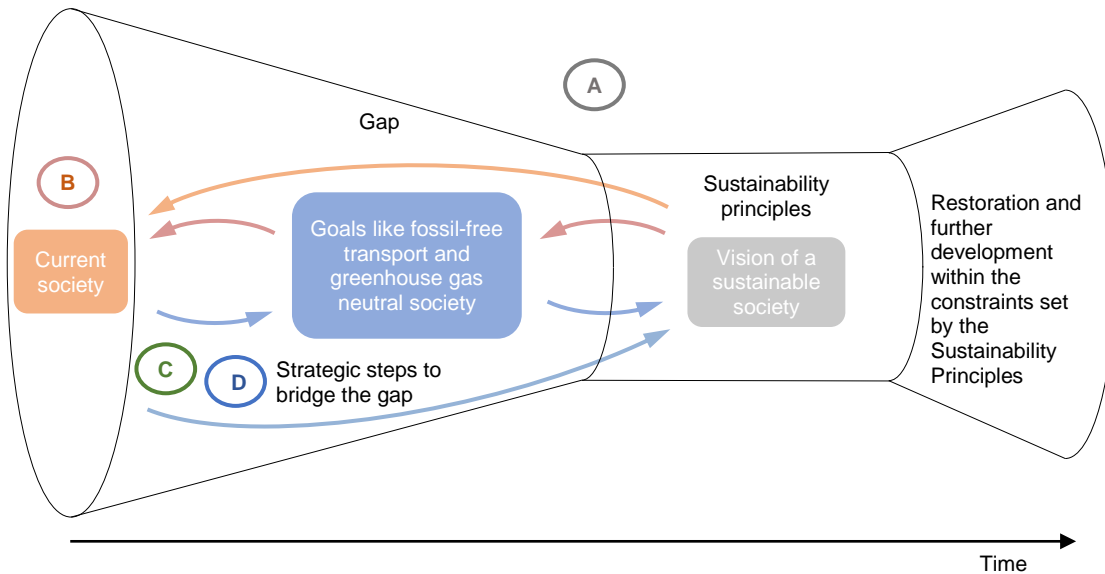 A
Gap
B
Sustainability
principles
Goals like fossil-free
transport and
greenhouse gas
neutral society
Current
society
Vision of a
sustainable
society
Restoration and
further
development
within the
constraints set
by the
Sustainability
Principles
C
D
Strategic steps to
bridge the gap
Time